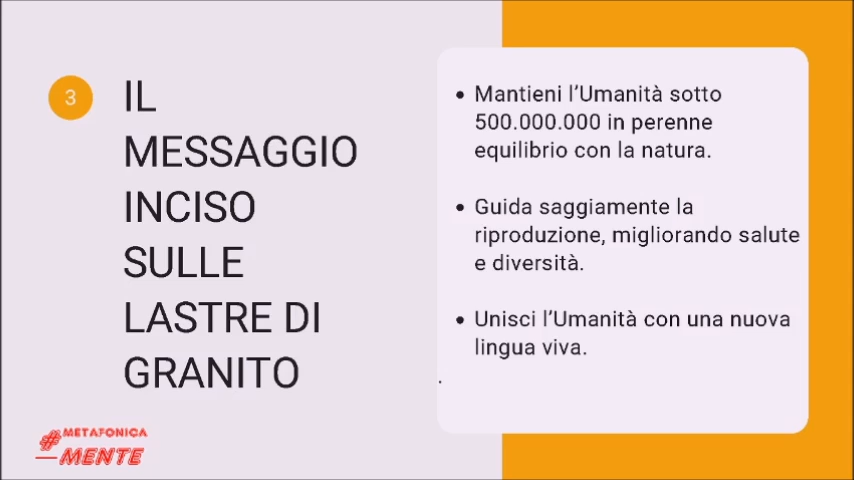 3
IL
MESSAGGIO
INCISO
SULLE
LASTRE DI
GRANITO
• Mantieni l'Umanità sotto
500.000.000 in perenne
equilibrio con la natura.
• Guida saggiamente la
riproduzione, migliorando salute
e diversità.
• Unisci l'Umanità con una nuova
lingua viva.
.
#METAFONICA
MENTE